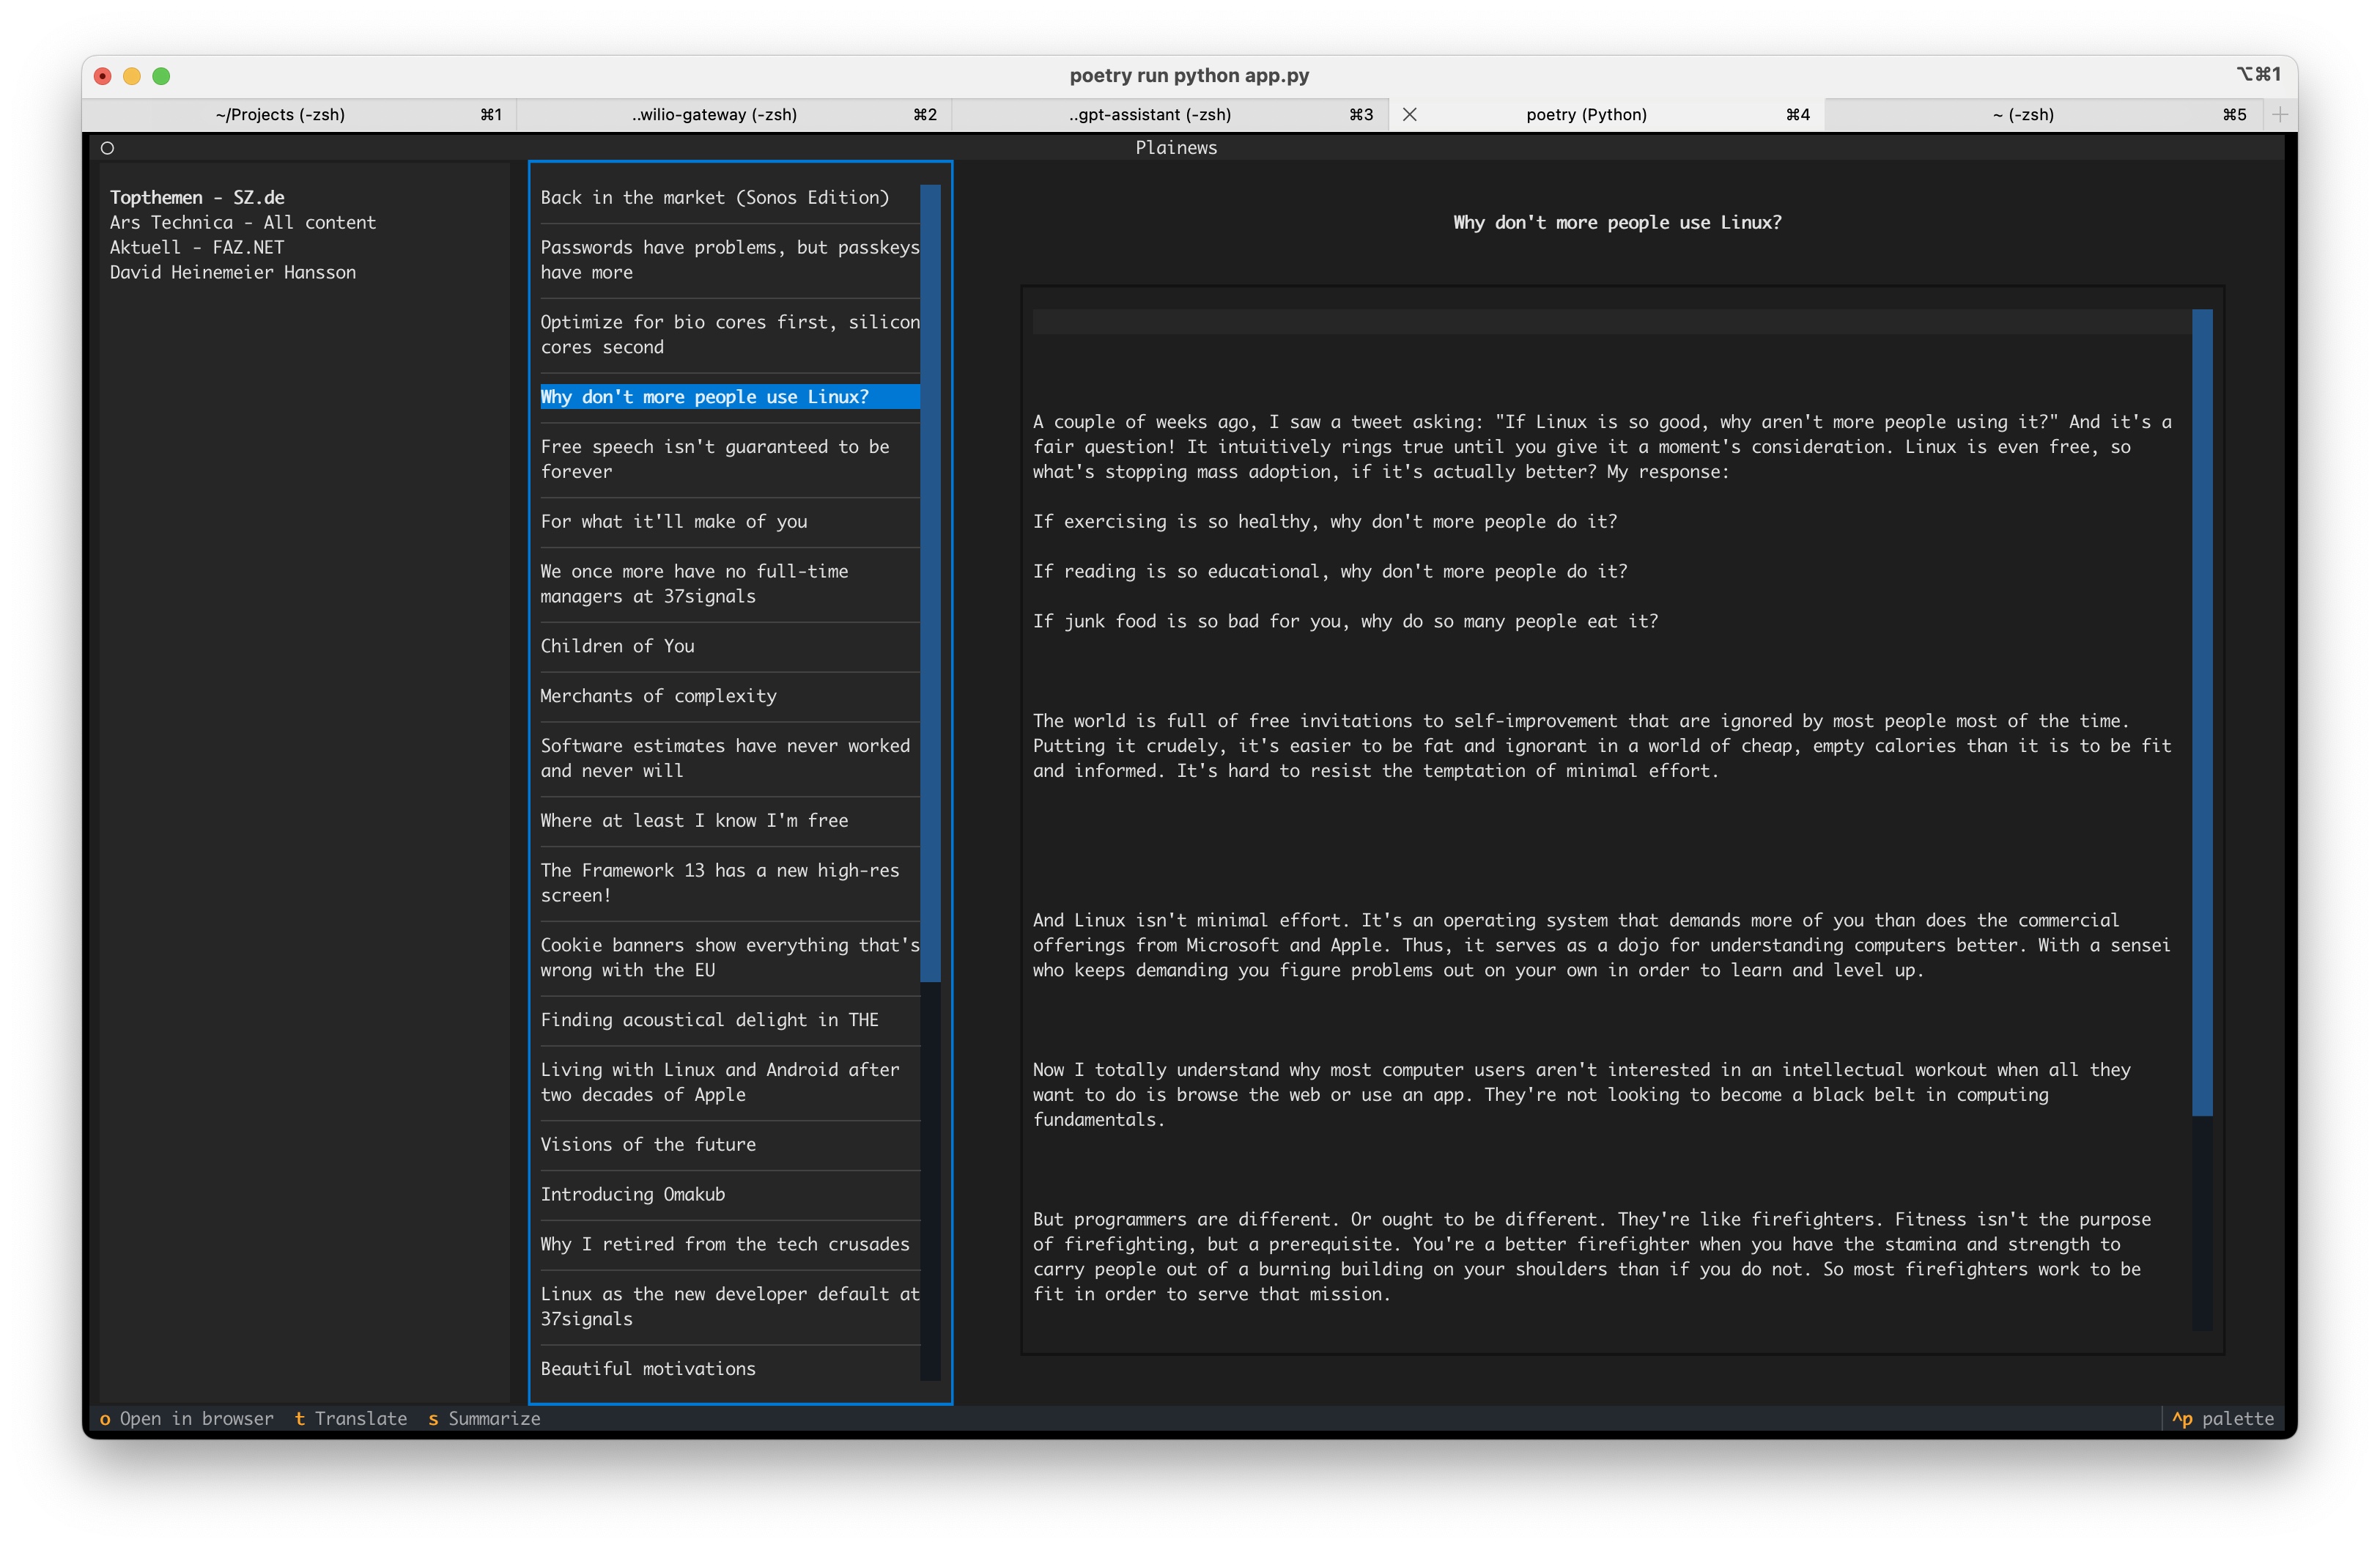 poetry run python app.py
⌥⌘1
~/Projects (-zsh) ⌘1
..wilio-gateway (-zsh) ⌘2
..gpt-assistant (-zsh) ⌘3
poetry (Python) ⌘4
~ (-zsh) ⌘5
Plainews
Topthemen - SZ.de
Ars Technica - All content
Aktuell - FAZ.NET
David Heinemeier Hansson
Back in the market (Sonos Edition)
Passwords have problems, but passkeys
have more
Optimize for bio cores first, silicon
cores second
Why don't more people use Linux?
Free speech isn't guaranteed to be
forever
For what it'll make of you
We once more have no full-time
managers at 37signals
Children of You
Merchants of complexity
Software estimates have never worked
and never will
Where at least I know I'm free
The Framework 13 has a new high-res
screen!
Cookie banners show everything that's
wrong with the EU
Finding acoustical delight in THE
Living with Linux and Android after
two decades of Apple
Visions of the future
Introducing Omakub
Why I retired from the tech crusades
Linux as the new developer default at
37signals
Beautiful motivations
Why don't more people use Linux?
A couple of weeks ago, I saw a tweet asking: "If Linux is so good, why aren't more people using it?" And it's a
fair question! It intuitively rings true until you give it a moment's consideration. Linux is even free, so
what's stopping mass adoption, if it's actually better? My response:
If exercising is so healthy, why don't more people do it?
If reading is so educational, why don't more people do it?
If junk food is so bad for you, why do so many people eat it?
The world is full of free invitations to self-improvement that are ignored by most people most of the time.
Putting it crudely, it's easier to be fat and ignorant in a world of cheap, empty calories than it is to be fit
and informed. It's hard to resist the temptation of minimal effort.
And Linux isn't minimal effort. It's an operating system that demands more of you than does the commercial
offerings from Microsoft and Apple. Thus, it serves as a dojo for understanding computers better. With a sensei
who keeps demanding you figure problems out on your own in order to learn and level up.
Now I totally understand why most computer users aren't interested in an intellectual workout when all they
want to do is browse the web or use an app. They're not looking to become a black belt in computing
fundamentals.
But programmers are different. Or ought to be different. They're like firefighters. Fitness isn't the purpose
of firefighting, but a prerequisite. You're a better firefighter when you have the stamina and strength to
carry people out of a burning building on your shoulders than if you do not. So most firefighters work to be
fit in order to serve that mission.
o Open in browser t Translate s Summarize
^p palette